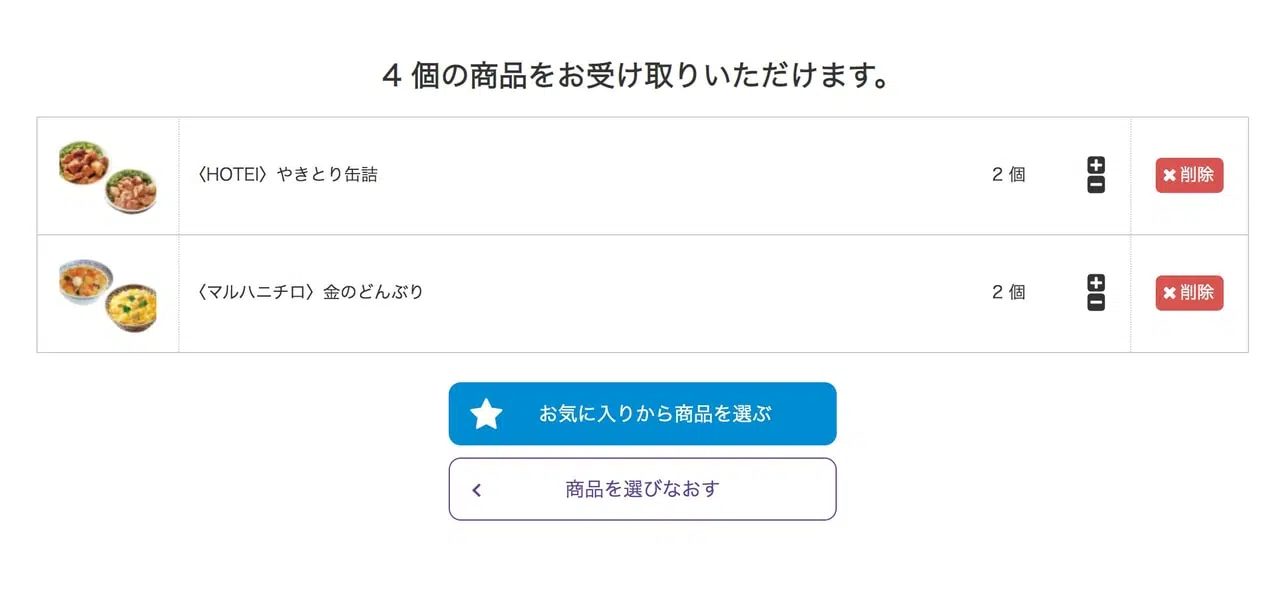 4 個の商品をお受け取りいただけます。
〈HOTEI〉やきとり缶詰 2 個 削除
〈マルハニチロ〉金のどんぶり 2 個 削除
お気に入りから商品を選ぶ
商品を選びなおす